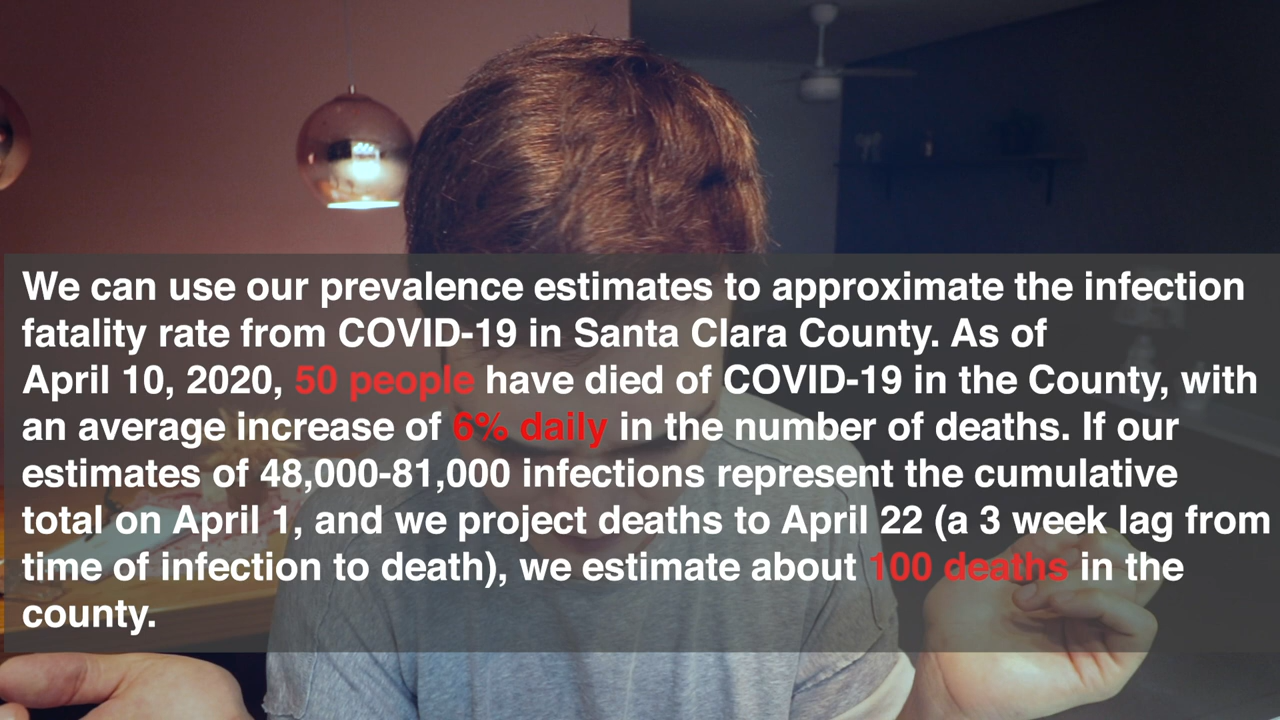 We can use our prevalence estimates to approximate the infection
fatality rate from COVID-19 in Santa Clara County. As of
April 10, 2020, 50 people have died of COVID-19 in the County, with
an average increase of 6% daily in the number of deaths. If our
estimates of 48,000-81,000 infections represent the cumulative
total on April 1, and we project deaths to April 22 (a 3 week lag from
time of infection to death), we estimate about 100 deaths in the
county.